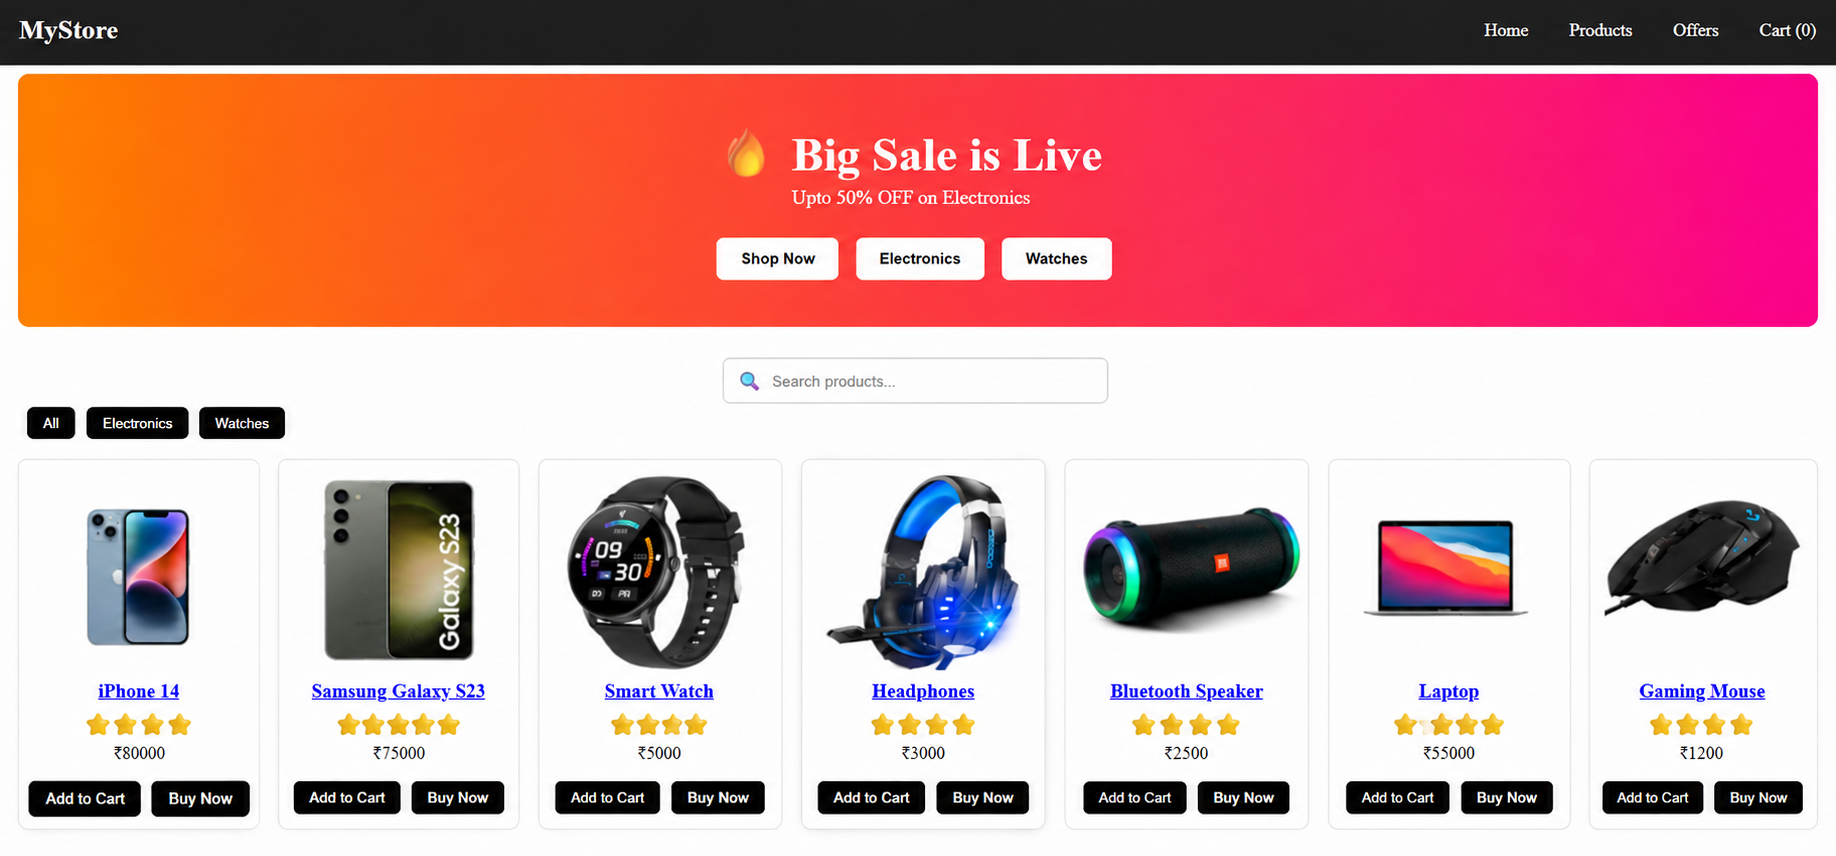 MyStore
Home Products Offers Cart (0)
Big Sale is Live
Upto 50% OFF on Electronics
Shop Now Electronics Watches
Search products...
All Electronics Watches
Galaxy S23
09
30
iPhone 14 Samsung Galaxy S23 Smart Watch Headphones Bluetooth Speaker Laptop Gaming Mouse
₹80000 ₹75000 ₹5000 ₹3000 ₹2500 ₹55000 ₹1200
Add to Cart Buy Now Add to Cart Buy Now Add to Cart Buy Now Add to Cart Buy Now Add to Cart Buy Now Add to Cart Buy Now Add to Cart Buy Now